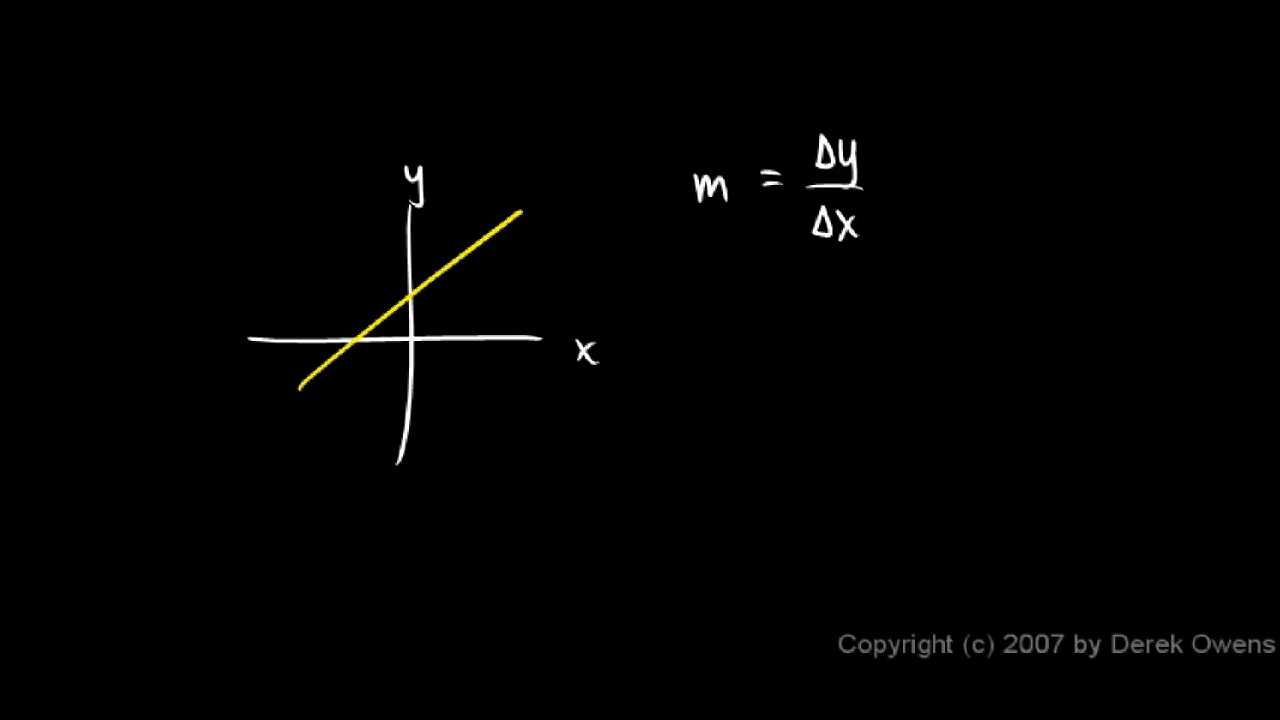 y
m = Δy/Δx
x
Copyright (c) 2007 by Derek Owens